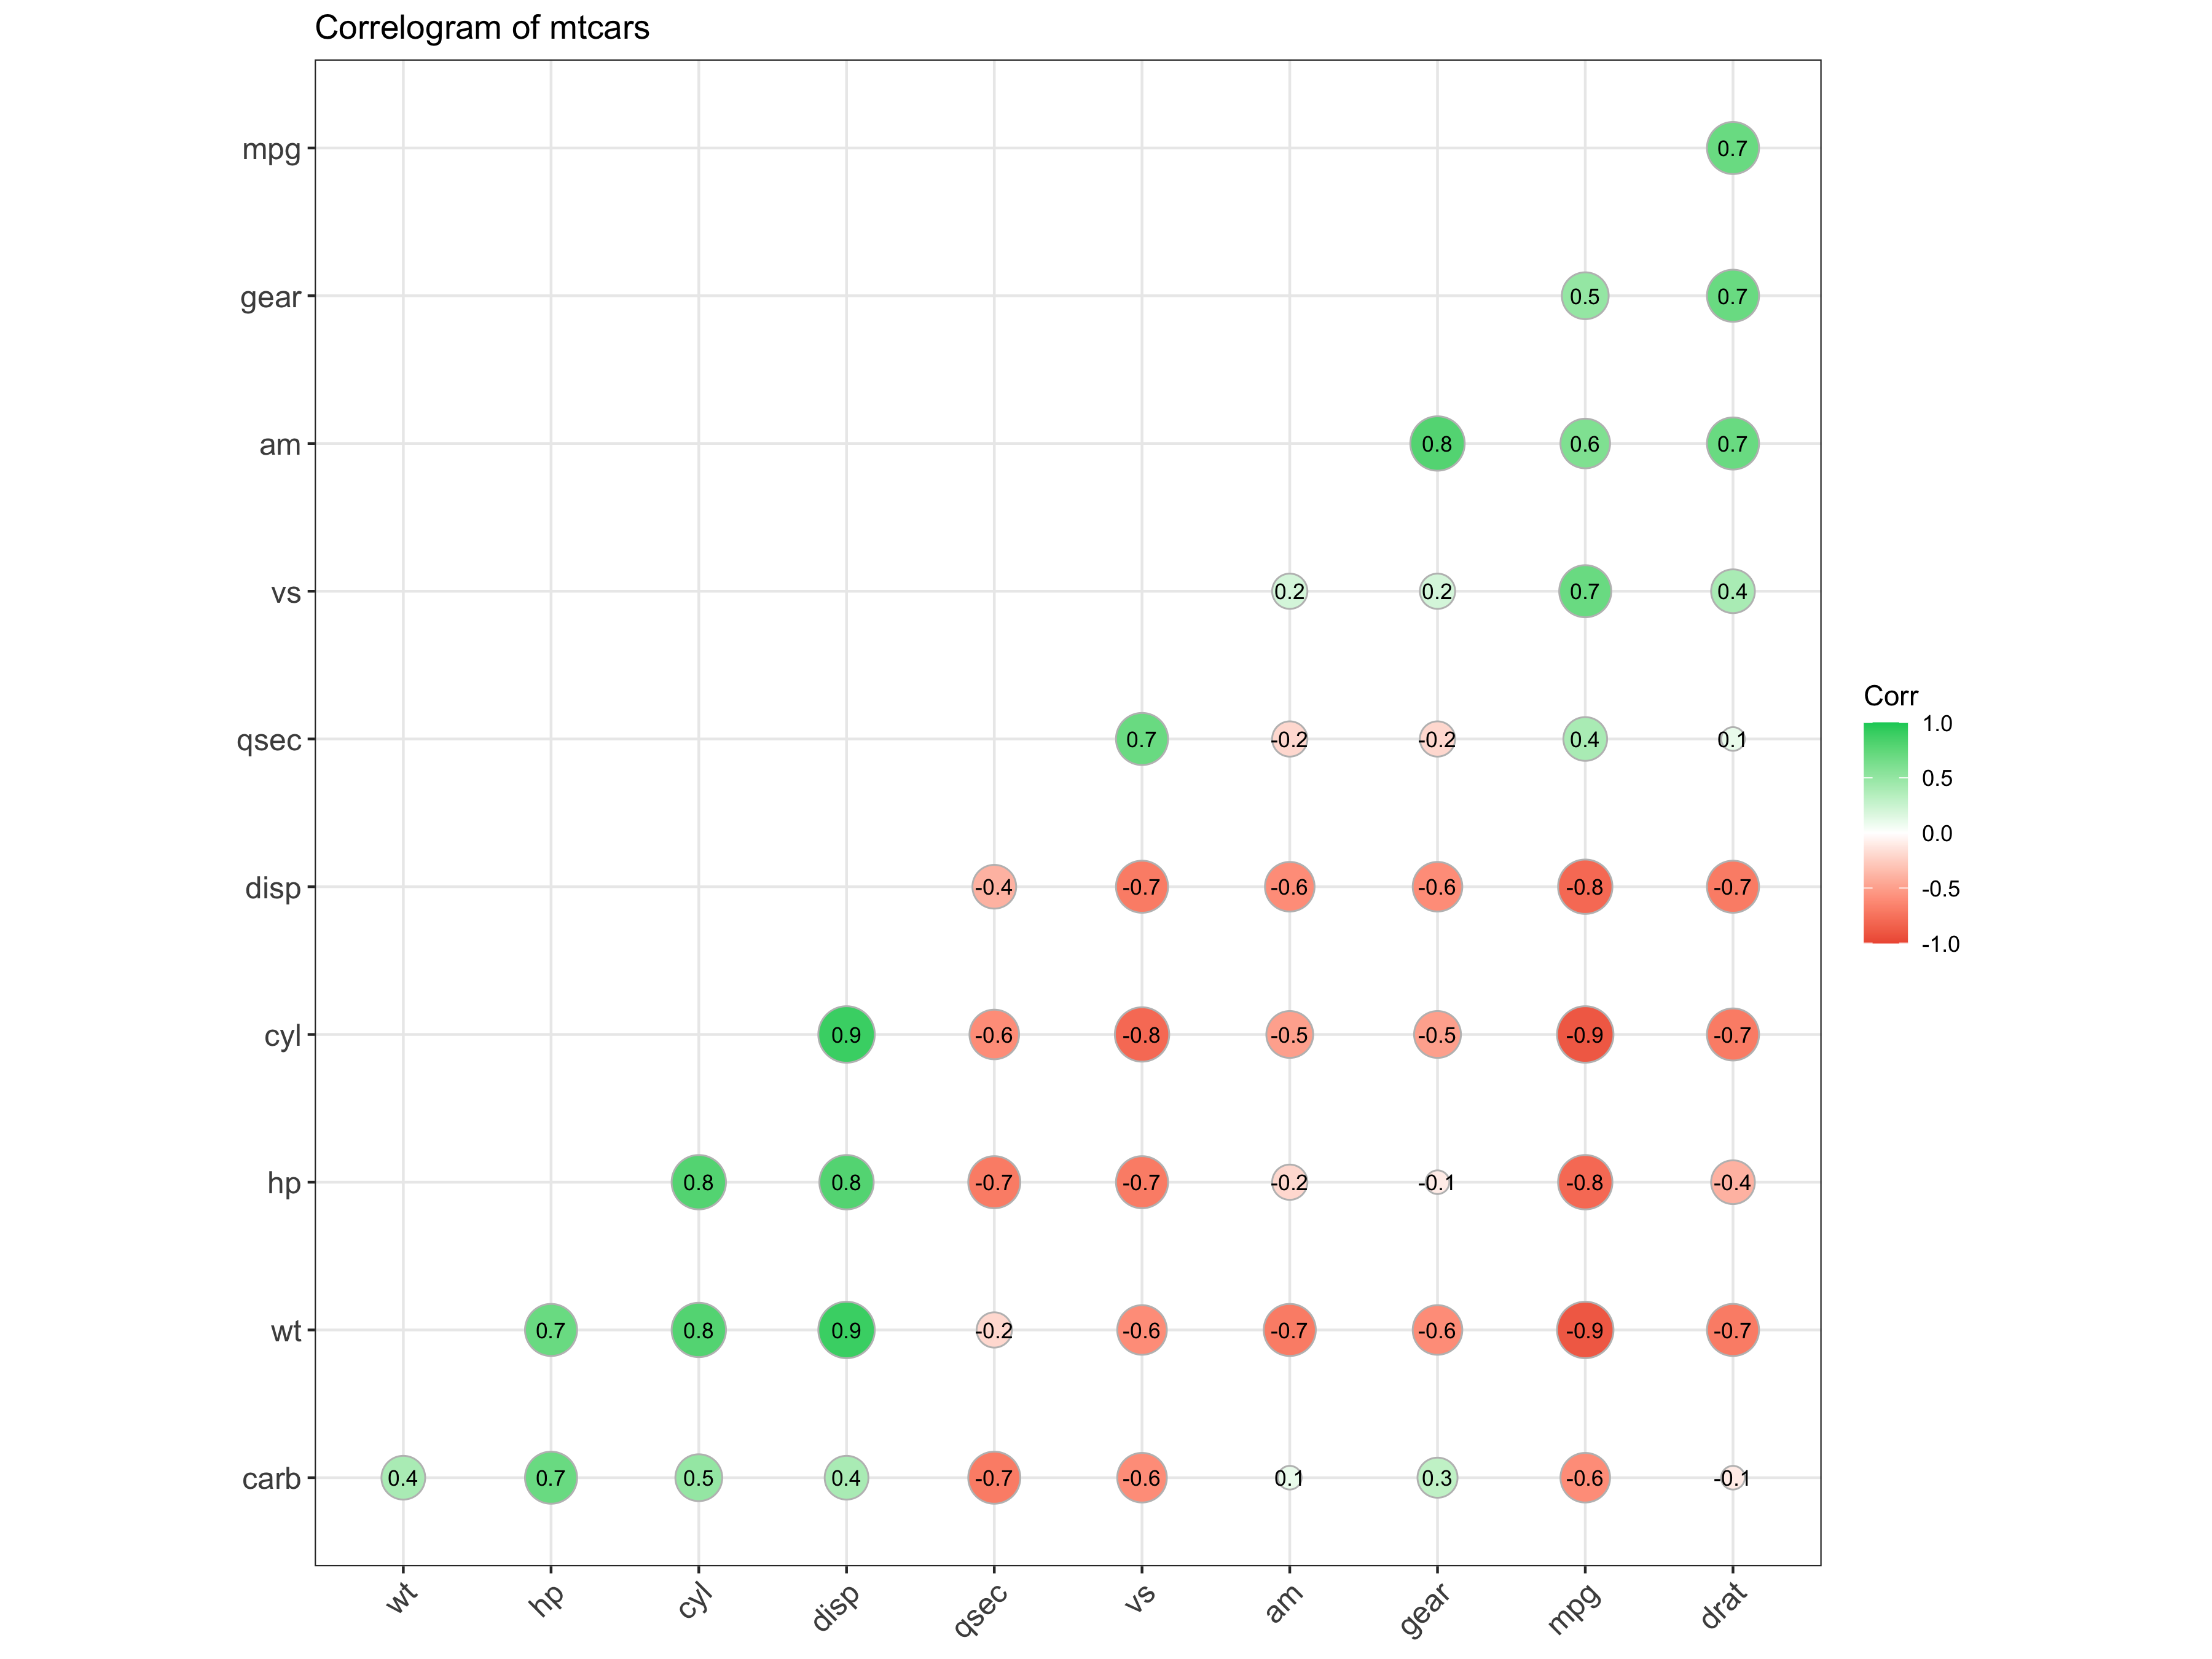 Correlogram of mtcars
mpg 0.7
gear 0.5 0.7
am 0.8 0.6 0.7
vs 0.2 0.2 0.7 0.4
qsec 0.7 -0.2 -0.2 0.4 0.1
disp -0.4 -0.7 -0.6 -0.6 -0.8 -0.7
cyl 0.9 -0.6 -0.8 -0.5 -0.5 -0.9 -0.7
hp 0.8 0.8 -0.7 -0.7 -0.2 -0.1 -0.8 -0.4
wt 0.7 0.8 0.9 -0.2 -0.6 -0.7 -0.6 -0.9 -0.7
carb 0.4 0.7 0.5 0.4 -0.7 -0.6 0.1 0.3 -0.6 -0.1
wt hp cyl disp qsec vs am gear mpg drat
Corr
1.0
0.5
0.0
-0.5
-1.0